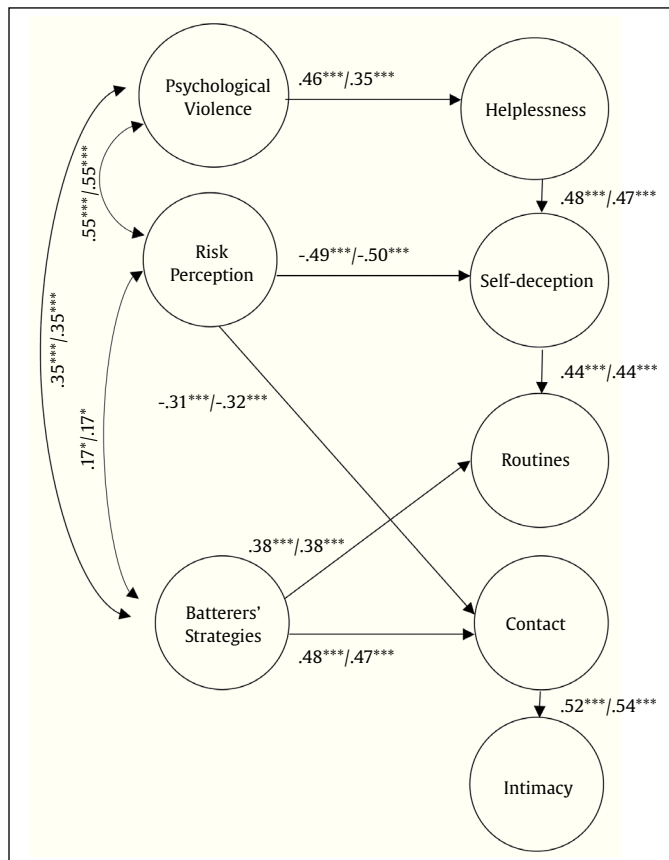 Psychological
Violence
.46***/.35***
Helplessness
.55***/.55***
.48***/.47***
Risk
Perception
-.49***/-.50***
Self-deception
.35***/.35***
.44***/.44***
-.31***/-.32***
.17*/.17*
Routines
.38***/.38***
Batterers'
Strategies
Contact
.48***/.47***
.52***/.54***
Intimacy